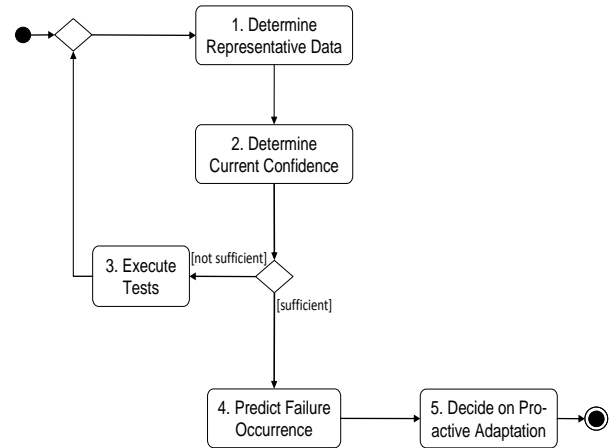 1. Determine
Representative Data
2. Determine
Current Confidence
[not sufficient]
3. Execute
Tests
[sufficient]
4. Predict Failure
Occurrence
5. Decide on Pro-
active Adaptation